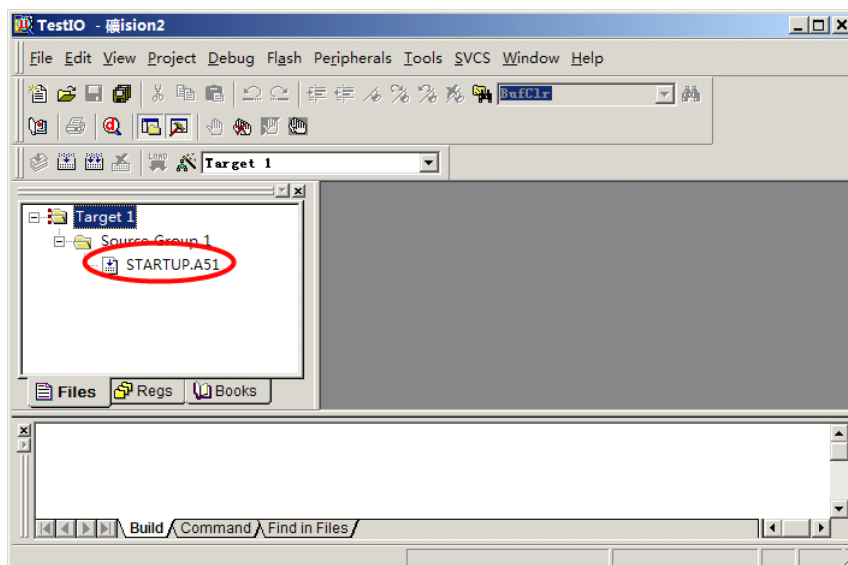 TestIO - 礦ision2
File Edit View Project Debug Flash Peripherals Tools SVCS Window Help
BufClr
LOAD Target 1
Target 1
Source Group 1
STARTUP.A51
Files Regs Books
Build Command Find in Files